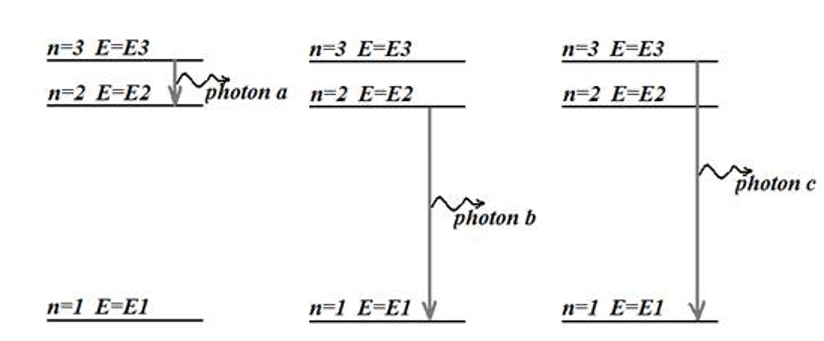 n=3 E=E3
n=2 E=E2
photon a
n=1 E=E1
n=3 E=E3
n=2 E=E2
photon b
n=1 E=E1
n=3 E=E3
n=2 E=E2
photon c
n=1 E=E1